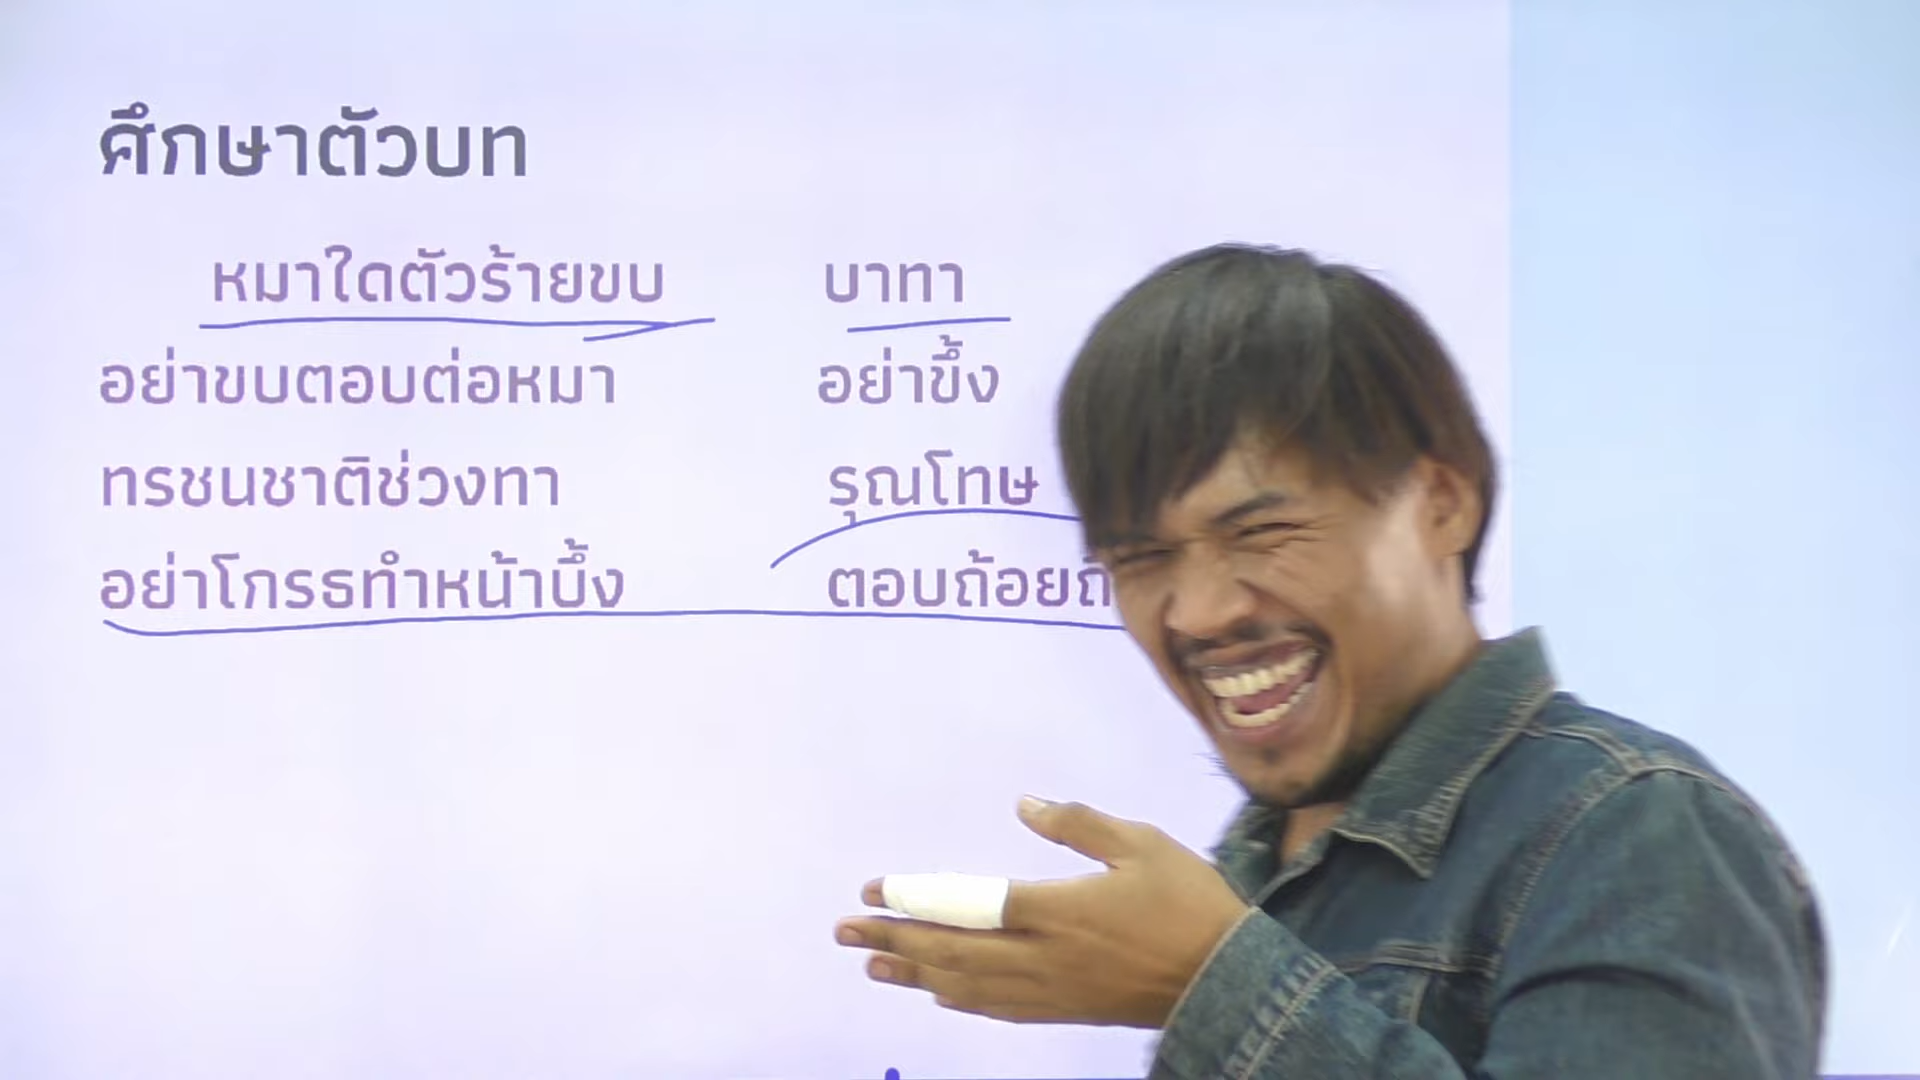 ศึกษาตัวบท
หมาใดตัวร้ายขบ บาทา
อย่าขบตอบต่อหมา อย่าขึ้ง
ทรชนชาติช่วงทา รุณโทษ
อย่าโกรธทำหน้าบึ้ง ตอบถ้อย